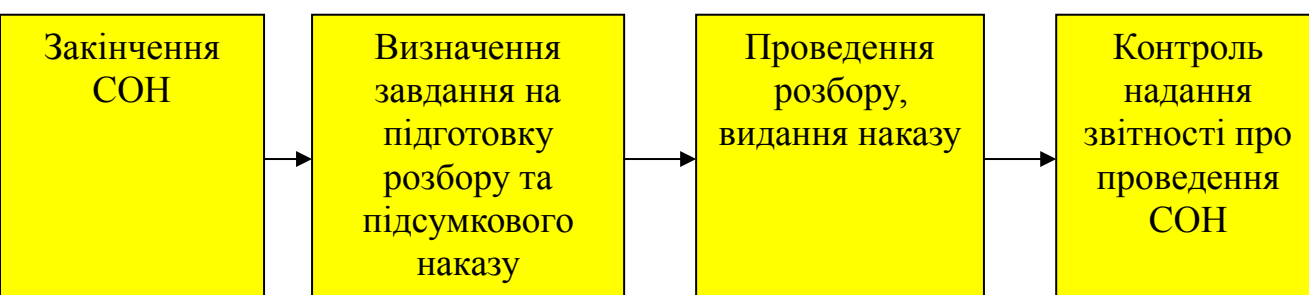 Закінчення
СОН
Визначення
завдання на
підготовку
розбору та
підсумкового
наказу
Проведення
розбору,
видання наказу
Контроль
надання
звітності про
проведення
СОН